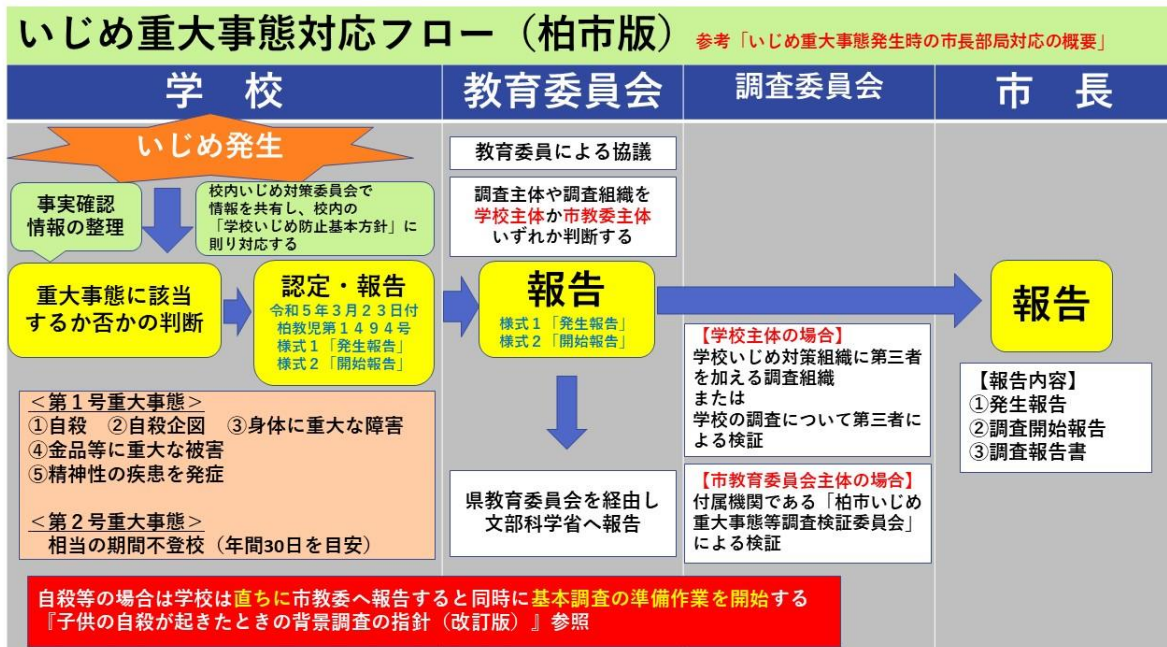 いじめ重大事態対応フロー（柏市版） 参考「いじめ重大事態発生時の市長部局対応の概要」
学　校
教育委員会
調査委員会
市　長
いじめ発生
事実確認
情報の整理
校内いじめ対策委員会で
情報を共有し、校内の
「学校いじめ防止基本方針」に
則り対応する
重大事態に該当
するか否かの判断
認定・報告
令和５年３月２３日付
柏教児第１４９４号
様式１「発生報告」
様式２「開始報告」
＜第１号重大事態＞
①自殺　②自殺企図　③身体に重大な障害
④金品等に重大な被害
⑤精神性の疾患を発症
＜第２号重大事態＞
相当の期間不登校（年間30日を目安）
教育委員による協議
調査主体や調査組織を
学校主体か市教委主体
いずれか判断する
報告
様式１「発生報告」
様式２「開始報告」
県教育委員会を経由し
文部科学省へ報告
【学校主体の場合】
学校いじめ対策組織に第三者
を加える調査組織
または
学校の調査について第三者に
よる検証
【市教育委員会主体の場合】
付属機関である「柏市いじめ
重大事態等調査検証委員会」
による検証
報告
【報告内容】
①発生報告
②調査開始報告
③調査報告書
自殺等の場合は学校は直ちに市教委へ報告すると同時に基本調査の準備作業を開始する
『子供の自殺が起きたときの背景調査の指針（改訂版）』参照